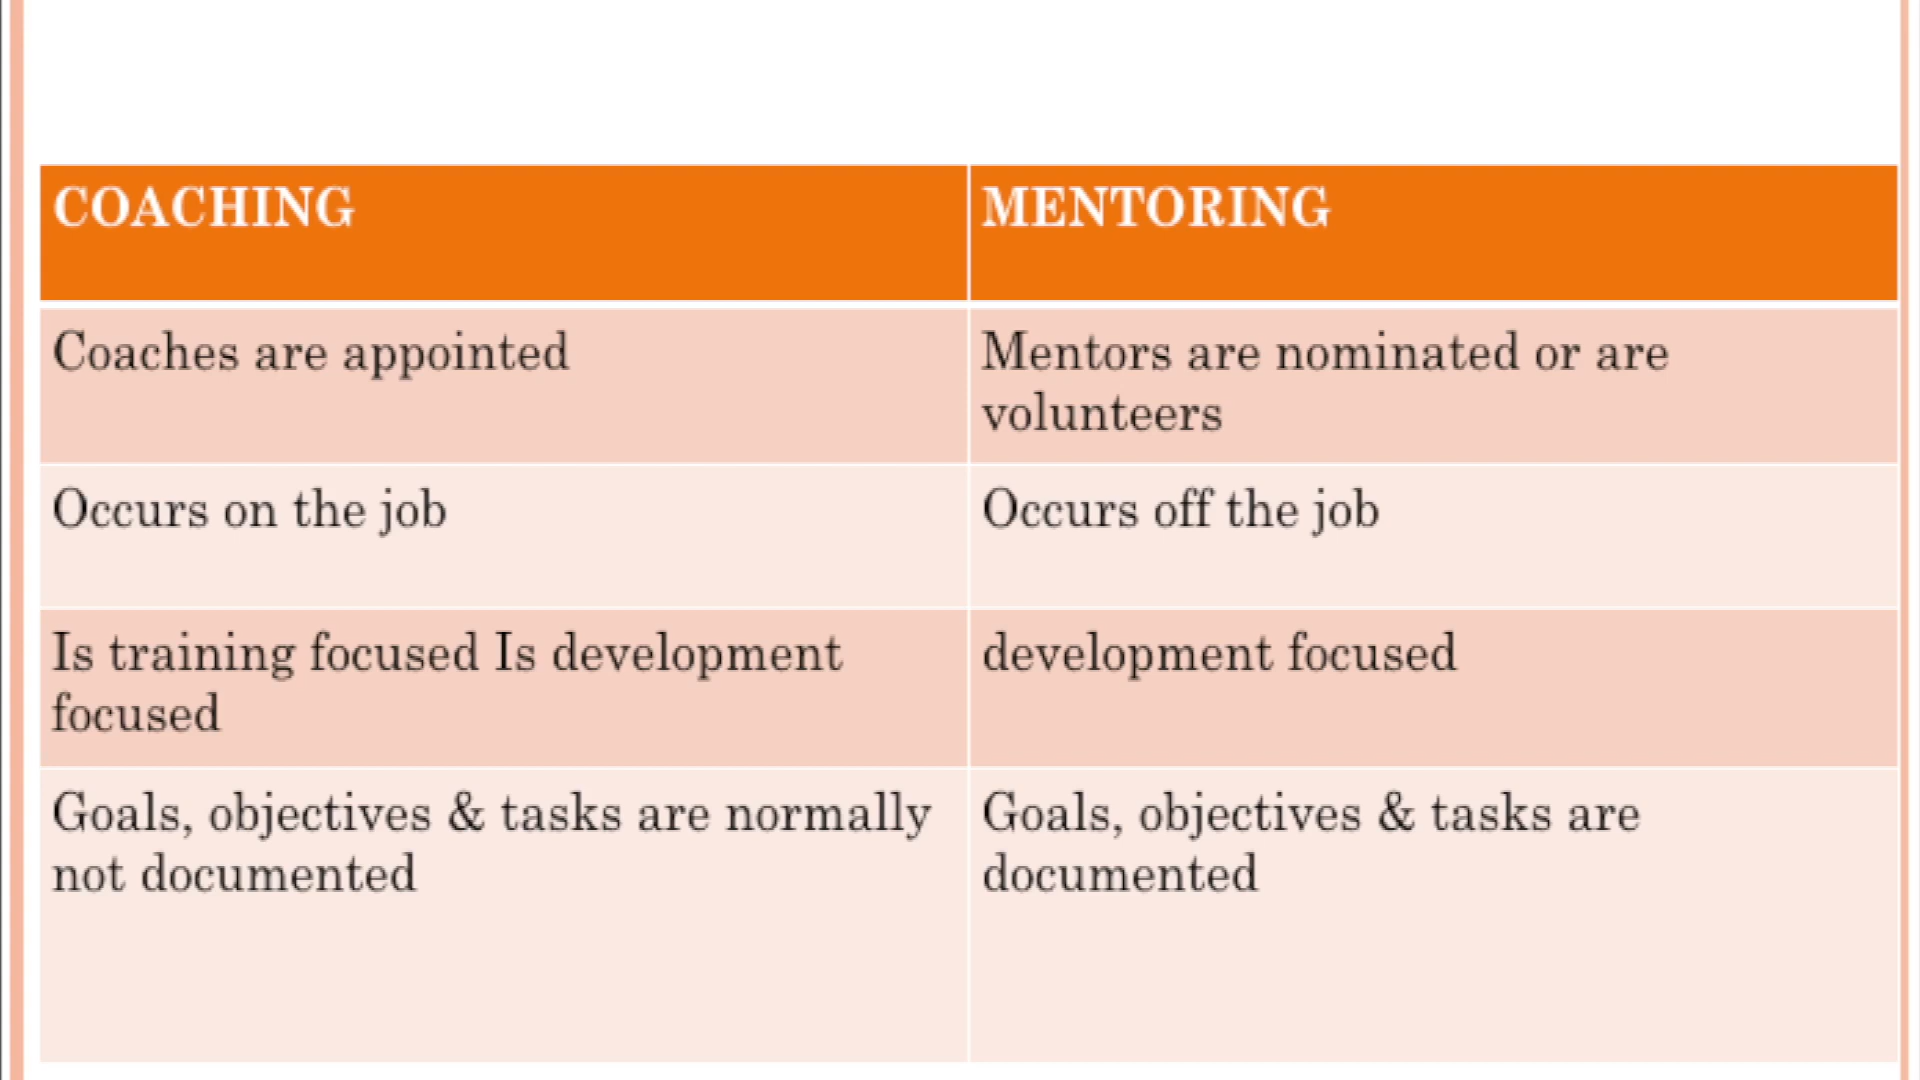 COACHING
MENTORING
Coaches are appointed
Mentors are nominated or are
volunteers
Occurs on the job
Occurs off the job
Is training focused Is development
focused
development focused
Goals, objectives & tasks are normally
not documented
Goals, objectives & tasks are
documented